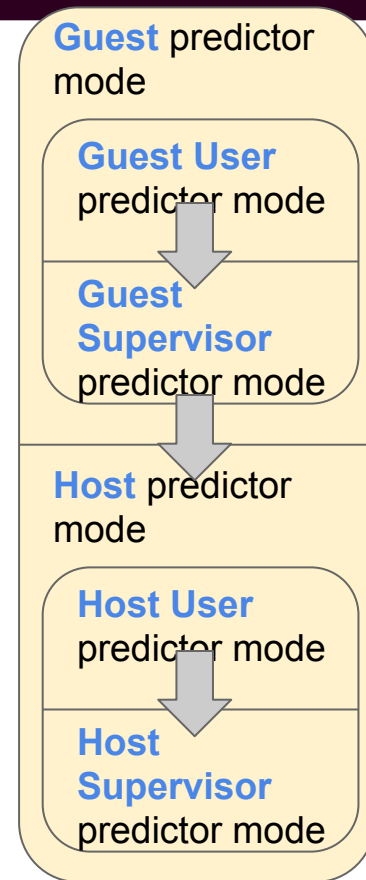 Guest predictor
mode
Guest User
predictor mode
Guest
Supervisor
predictor mode
Host predictor
mode
Host User
predictor mode
Host
Supervisor
predictor mode